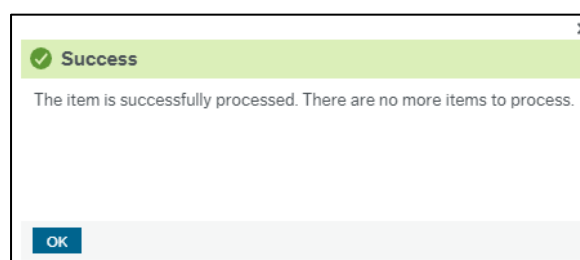 Success
The item is successfully processed. There are no more items to process.
OK